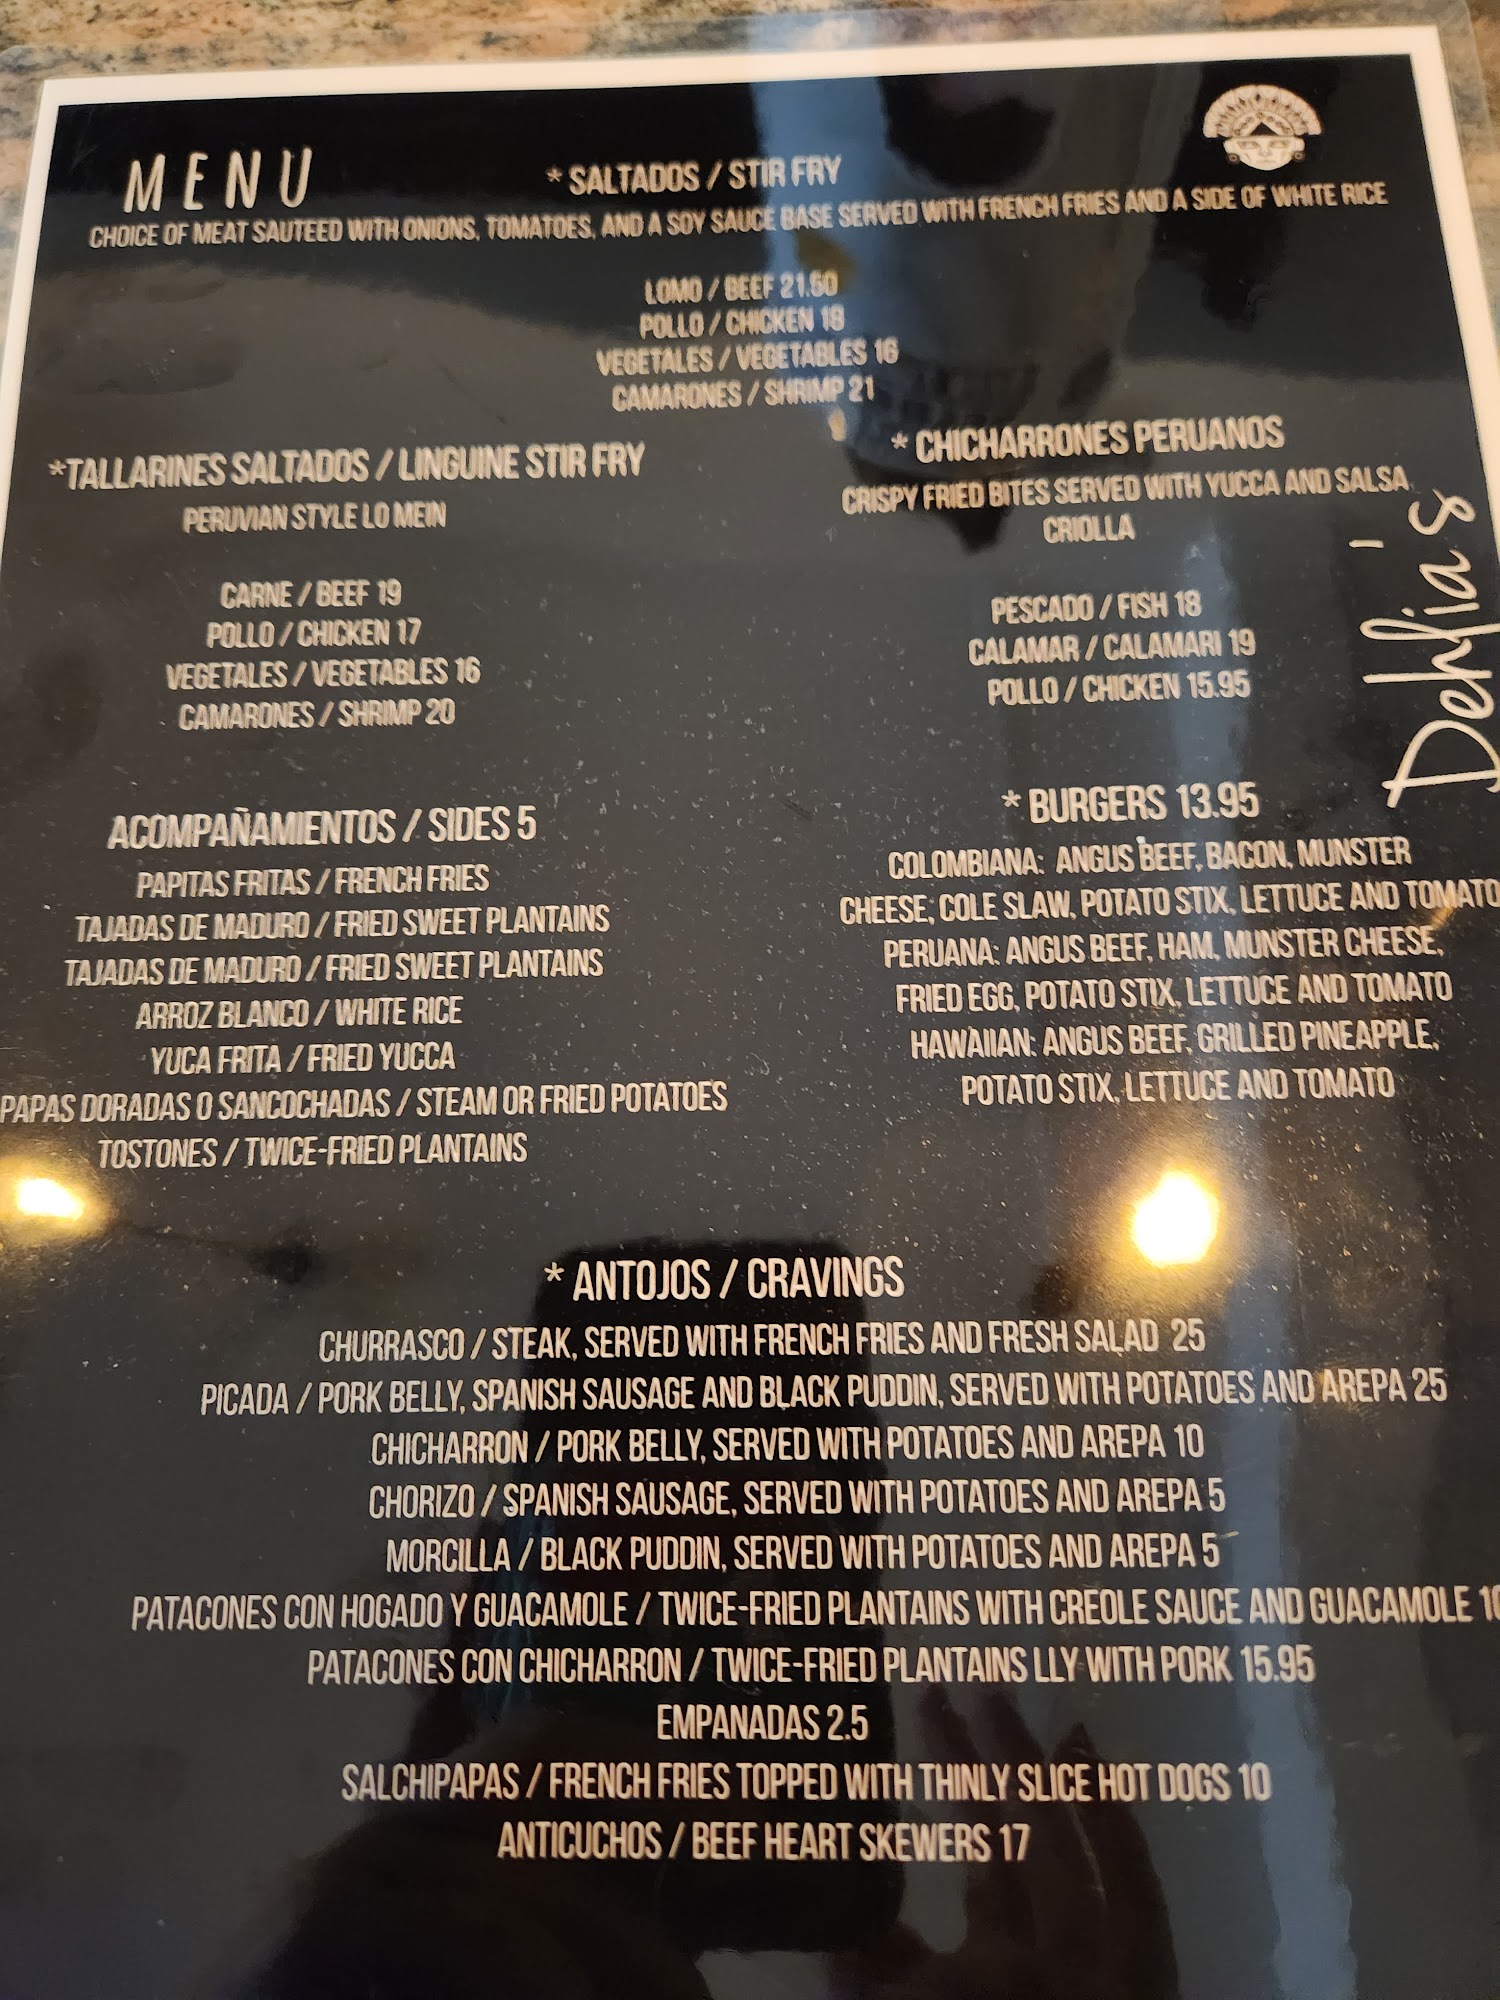 MENU
* SALTADOS / STIR FRY
CHOICE OF MEAT SAUTEED WITH ONIONS, TOMATOES, AND A SOY SAUCE BASE SERVED WITH FRENCH FRIES AND A SIDE OF WHITE RICE
LOMO / BEEF 21.50
POLLO / CHICKEN 18
VEGETALES / VEGETABLES 16
CAMARONES / SHRIMP 21
*TALLARINES SALTADOS / LINGUINE STIR FRY
PERUVIAN STYLE LO MEIN
CARNE / BEEF 19
POLLO / CHICKEN 17
VEGETALES / VEGETABLES 16
CAMARONES / SHRIMP 20
* CHICHARRONES PERUANOS
CRISPY FRIED BITES SERVED WITH YUCCA AND SALSA
CRIOLLA
PESCADO / FISH 18
CALAMAR / CALAMARI 19
POLLO / CHICKEN 15.95
Dehlia's
ACOMPAÑAMIENTOS / SIDES 5
PAPITAS FRITAS / FRENCH FRIES
TAJADAS DE MADURO / FRIED SWEET PLANTAINS
TAJADAS DE MADURO / FRIED SWEET PLANTAINS
ARROZ BLANCO / WHITE RICE
YUCA FRITA / FRIED YUCCA
PAPAS DORADAS O SANCOCHADAS / STEAM OR FRIED POTATOES
TOSTONES / TWICE-FRIED PLANTAINS
* BURGERS 13.95
COLOMBIANA: ANGUS BEEF, BACON, MUNSTER
CHEESE, COLE SLAW, POTATO STIX, LETTUCE AND TOMATO
PERUANA: ANGUS BEEF, HAM, MUNSTER CHEESE,
FRIED EGG, POTATO STIX, LETTUCE AND TOMATO
HAWAIIAN: ANGUS BEEF, GRILLED PINEAPPLE,
POTATO STIX, LETTUCE AND TOMATO
* ANTOJOS / CRAVINGS
CHURRASCO / STEAK, SERVED WITH FRENCH FRIES AND FRESH SALAD 25
PICADA / PORK BELLY, SPANISH SAUSAGE AND BLACK PUDDIN, SERVED WITH POTATOES AND AREPA 25
CHICHARRON / PORK BELLY, SERVED WITH POTATOES AND AREPA 10
CHORIZO / SPANISH SAUSAGE, SERVED WITH POTATOES AND AREPA 5
MORCILLA / BLACK PUDDIN, SERVED WITH POTATOES AND AREPA 5
PATACONES CON HOGADO Y GUACAMOLE / TWICE-FRIED PLANTAINS WITH CREOLE SAUCE AND GUACAMOLE 10
PATACONES CON CHICHARRON / TWICE-FRIED PLANTAINS LLY WITH PORK 15.95
EMPANADAS 2.5
SALCHIPAPAS / FRENCH FRIES TOPPED WITH THINLY SLICE HOT DOGS 10
ANTICUCHOS / BEEF HEART SKEWERS 17